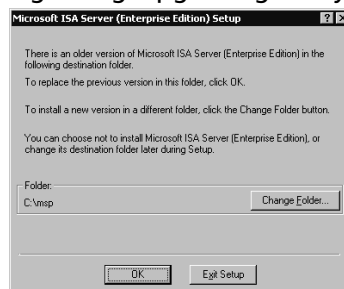 Microsoft ISA Server (Enterprise Edition) Setup
There is an older version of Microsoft ISA Server (Enterprise Edition) in the
following destination folder.
To replace the previous version in this folder, click OK.
To install a new version in a different folder, click the Change Folder button.
You can choose not to install Microsoft ISA Server (Enterprise Edition), or
change its destination folder later during Setup.
Folder:
C:\msp
Change Folder...
OK
Exit Setup